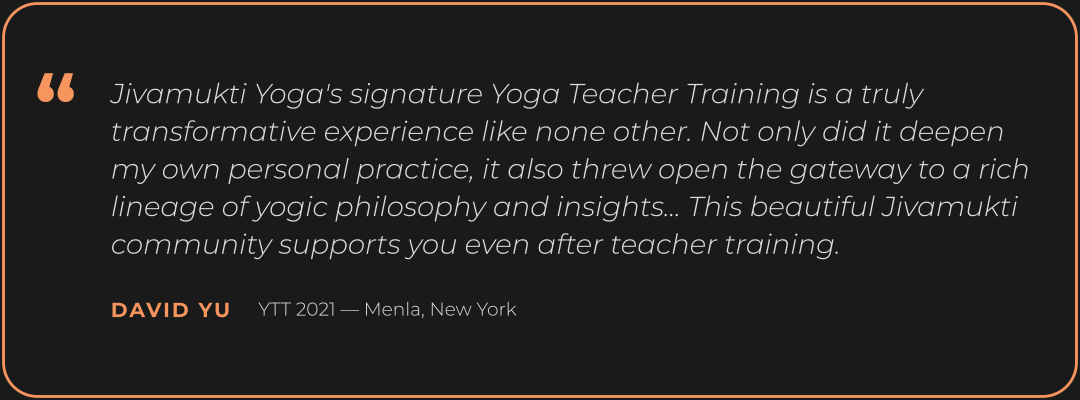 “ Jivamukti Yoga's signature Yoga Teacher Training is a truly
transformative experience like none other. Not only did it deepen
my own personal practice, it also threw open the gateway to a rich
lineage of yogic philosophy and insights... This beautiful Jivamukti
community supports you even after teacher training.
DAVID YU YTT 2021 — Menla, New York